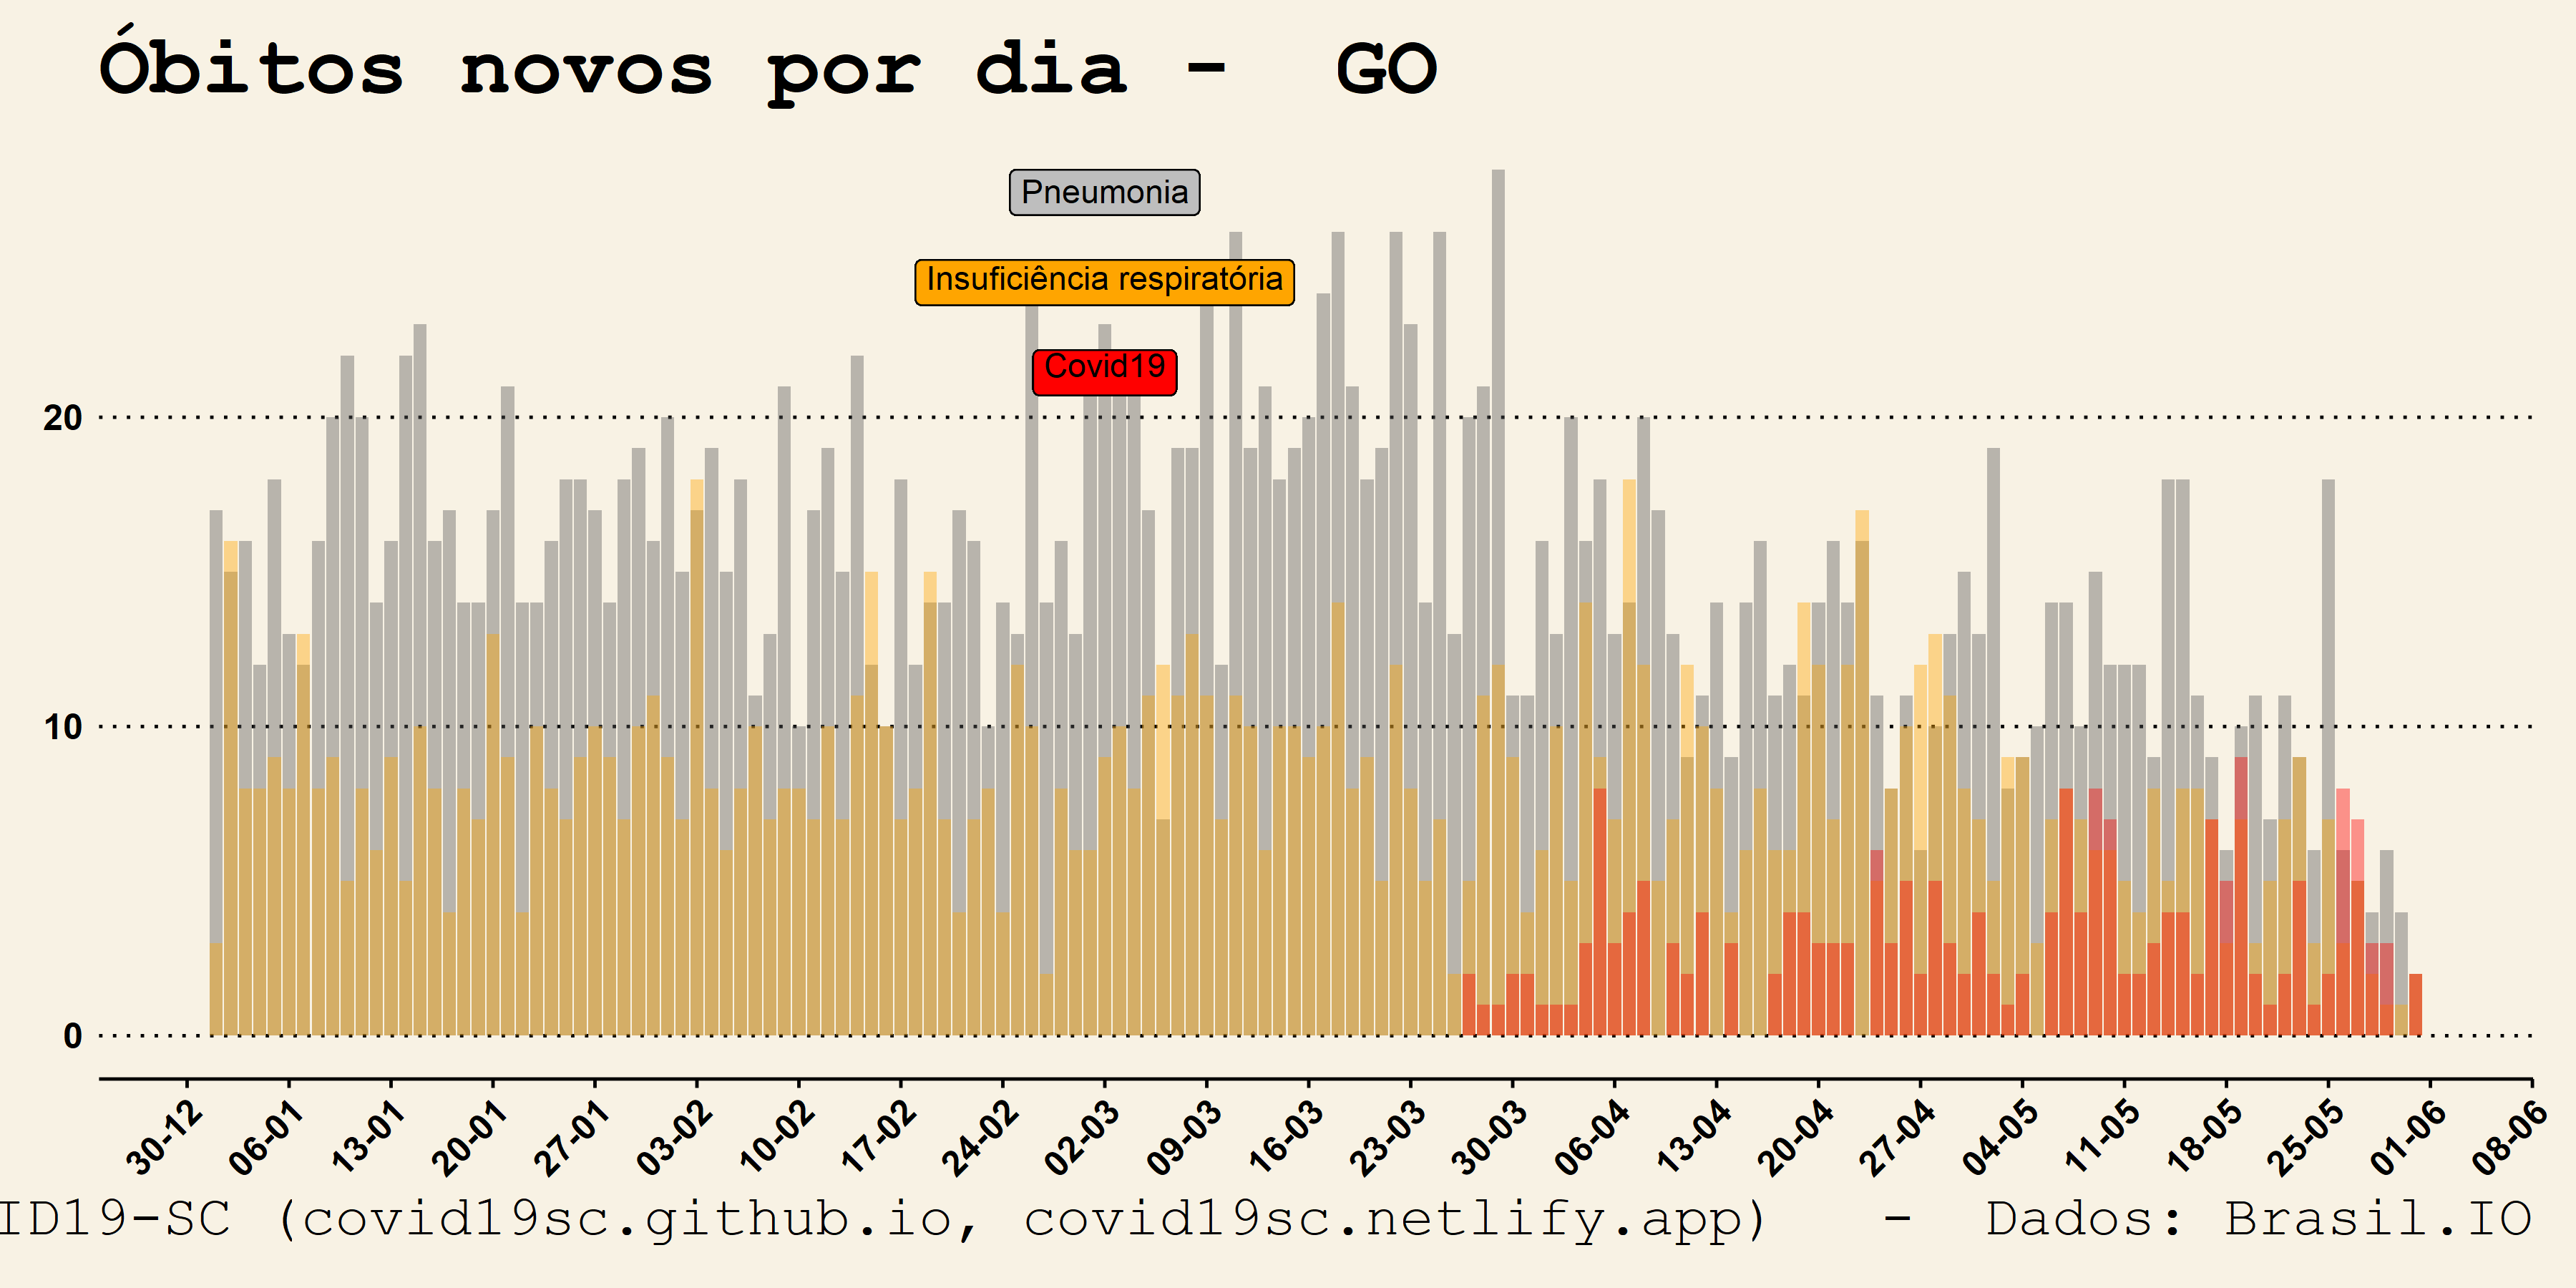 Óbitos novos por dia - GO
Pneumonia
Insuficiência respiratória
Covid19
20
10
0
30-12 06-01 13-01 20-01 27-01 03-02 10-02 17-02 24-02 02-03 09-03 16-03 23-03 30-03 06-04 13-04 20-04 27-04 04-05 11-05 18-05 25-05 01-06 08-06
ID19-SC (covid19sc.github.io, covid19sc.netlify.app) - Dados: Brasil.IO